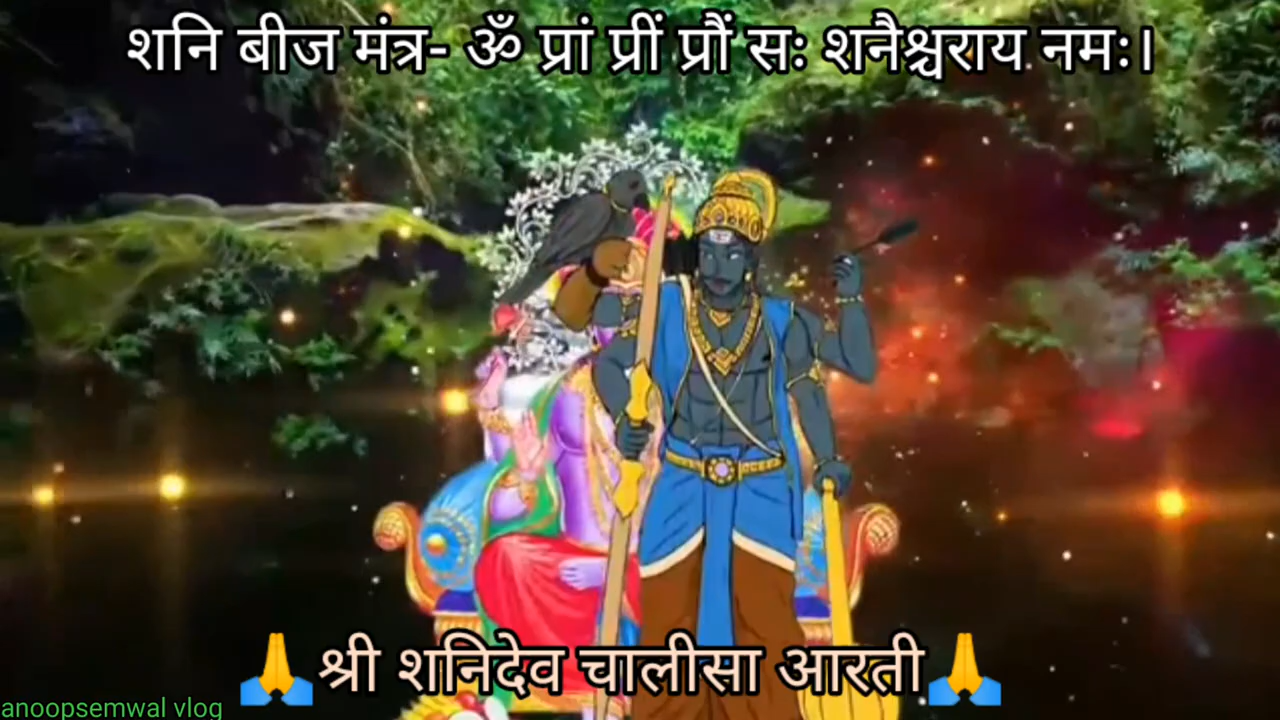 शनि बीज मंत्र- ॐ प्रां प्रीं प्रौं सः शनैश्चराय नमः।
🙏श्री शनिदेव चालीसा आरती🙏
anoopsemwal vlog